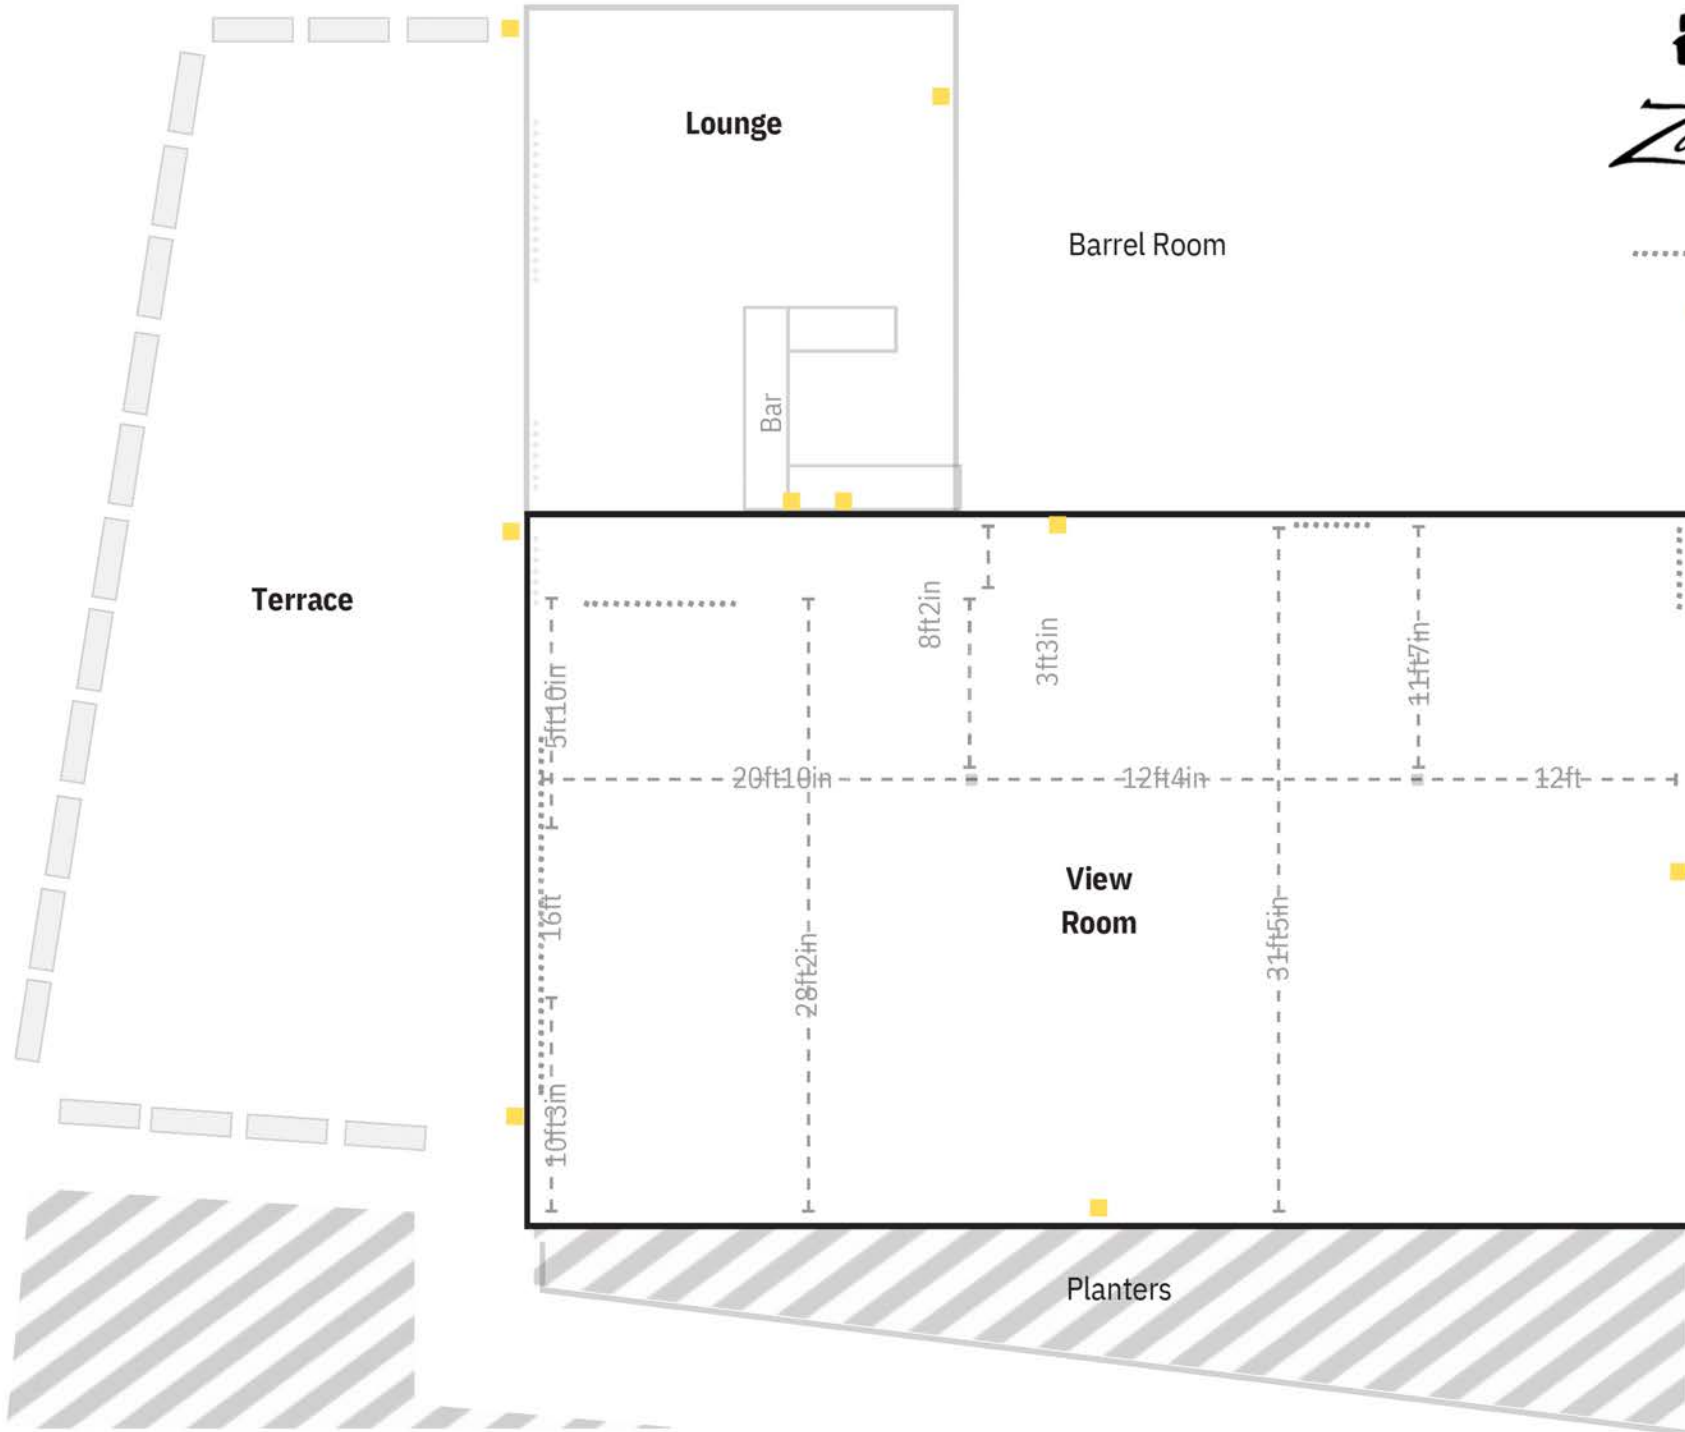 Lounge
Barrel Room
Bar
Terrace
8ft2in
3ft3in
11ft7in
5ft10in
20ft10in
12ft4in
12ft
View
Room
16ft
28ft2in
31ft5in
10ft3in
Planters